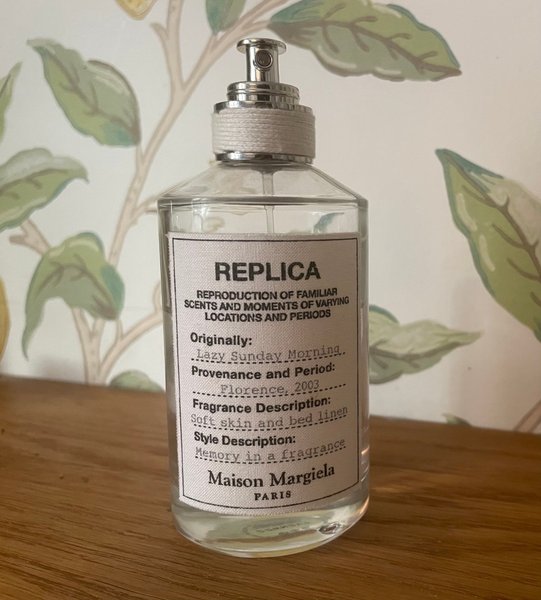 REPLICA
REPRODUCTION OF FAMILIAR
SCENTS AND MOMENTS OF VARYING
LOCATIONS AND PERIODS
Originally:
Lazy Sunday Morning
Provenance and Period:
Florence, 2003
Fragrance Description:
Soft skin and bed linen
Style Description:
Memory in a fragrance
Maison Margiela
PARIS